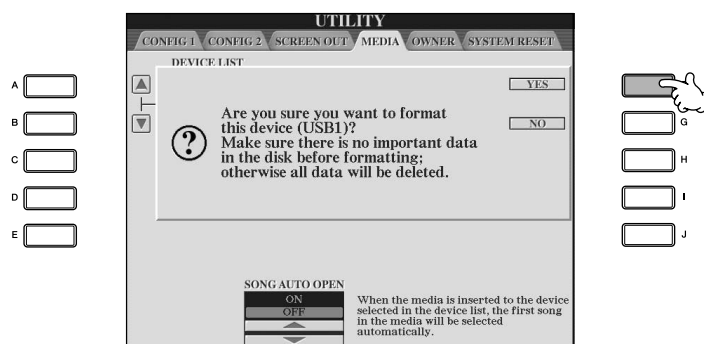 UTILITY
CONFIG 1 CONFIG 2 SCREEN OUT MEDIA OWNER SYSTEM RESET
DEVICE LIST
A
B
C
D
E
YES
NO
Are you sure you want to format
this device (USB1)?
Make sure there is no important data
in the disk before formatting;
otherwise all data will be deleted.
G
H
I
J
SONG AUTO OPEN
ON
OFF
When the media is inserted to the device
selected in the device list, the first song
in the media will be selected
automatically.